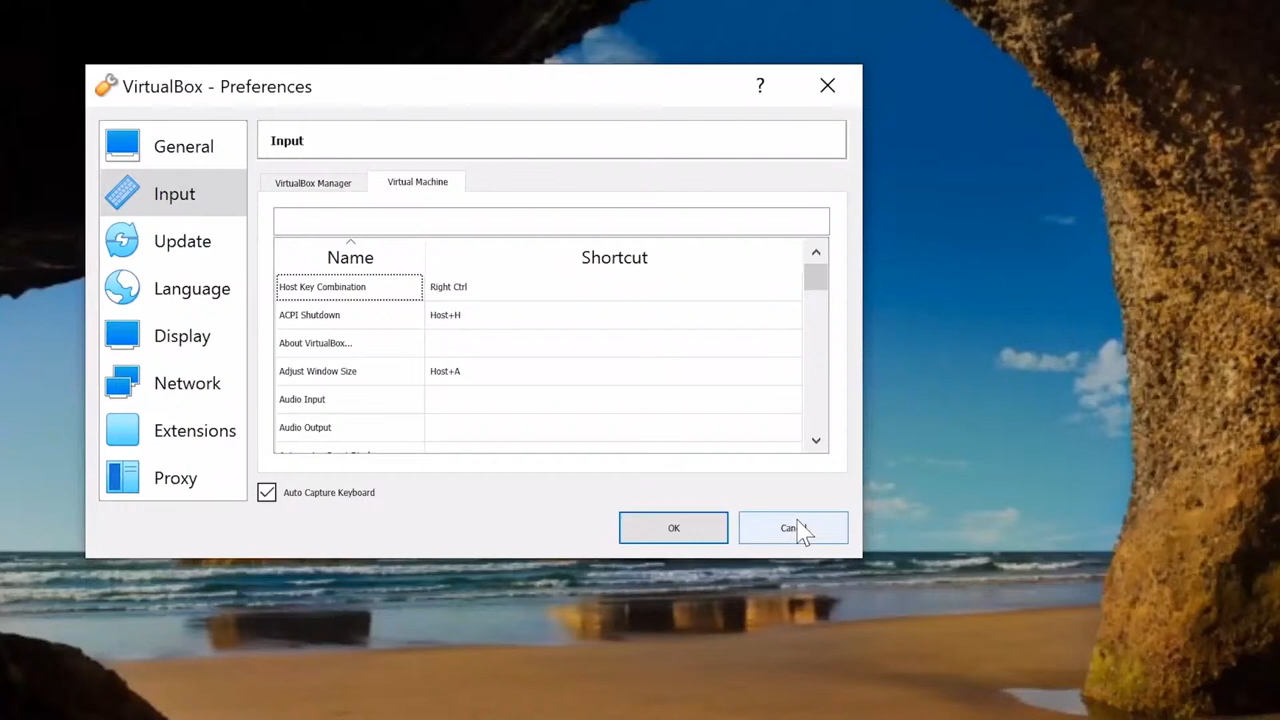 VirtualBox - Preferences
?
General
Input
Update
Language
Display
Network
Extensions
Proxy
Input
VirtualBox Manager
Virtual Machine
Name Shortcut
Host Key Combination Right Ctrl
ACPI Shutdown Host+H
About VirtualBox...
Adjust Window Size Host+A
Audio Input
Audio Output
Auto Capture Keyboard
OK